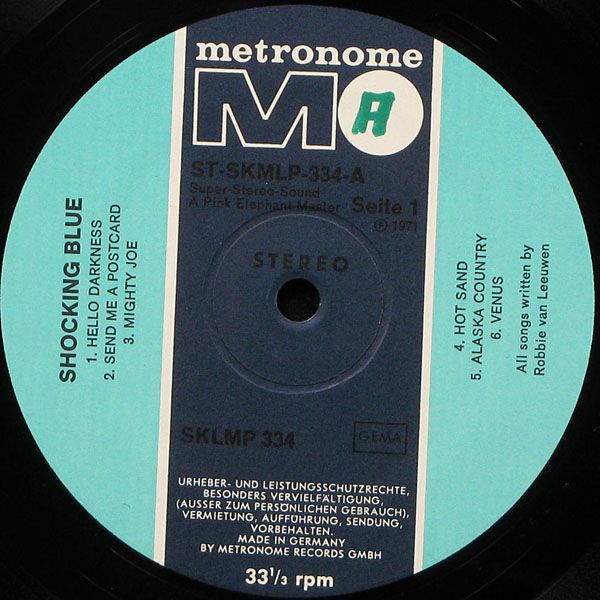 metronome
M
A
ST-SKMLP-334-A
Super-Stereo-Sound
A Pink Elephant Master Seite 1
℗ 1971
STEREO
SHOCKING BLUE
1. HELLO DARKNESS
2. SEND ME A POSTCARD
3. MIGHTY JOE
4. HOT SAND
5. ALASKA COUNTRY
6. VENUS
All songs written by
Robbie van Leeuwen
SKLMP 334
GEMA
URHEBER- UND LEISTUNGSSCHUTZRECHTE,
BESONDERS VERVIELFÄLTIGUNG,
(AUSSER ZUM PERSÖNLICHEN GEBRAUCH),
VERMIETUNG, AUFFÜHRUNG, SENDUNG,
VORBEHALTEN.
MADE IN GERMANY
BY METRONOME RECORDS GMBH
33¹/₃ rpm